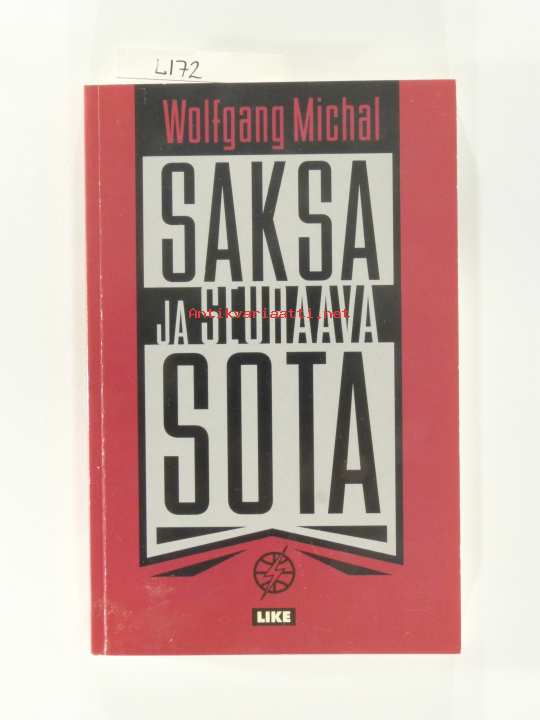 L172
Wolfgang Michal
SAKSA
JA SEURAAVA
Antikvariaatti.net
SOTA
LIKE